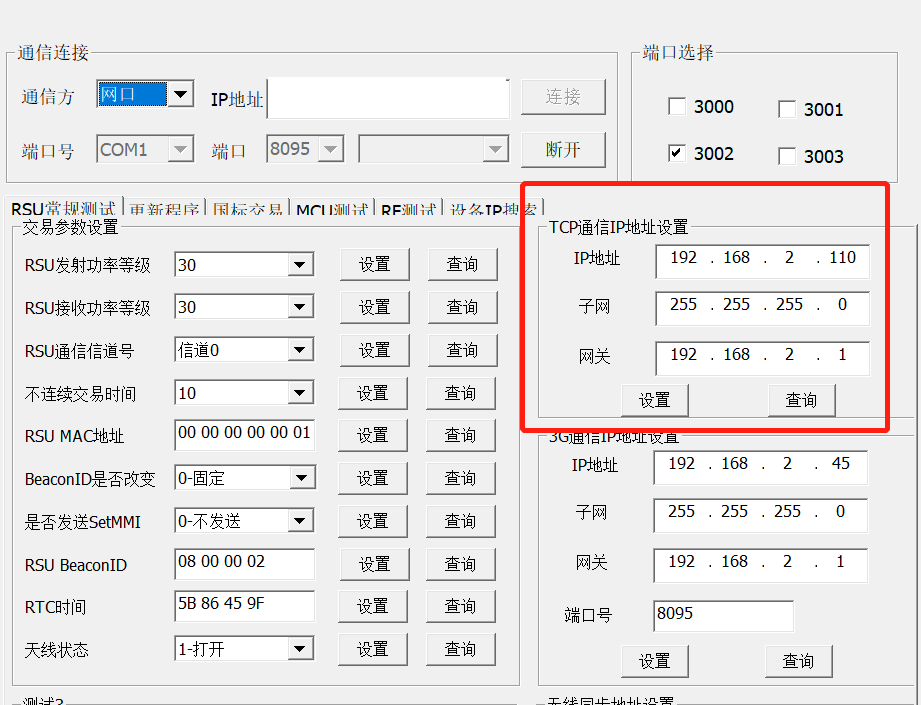 通信连接
端口选择
通信方 网口 IP地址 连接
3000 3001
端口号 COM1 端口 8095 断开
3002 3003
RSU常规测试 更新程序 国标交易 MCU测试 RF测试 设备IP搜索
交易参数设置
RSU发射功率等级 30 设置 查询
RSU接收功率等级 30 设置 查询
RSU通信信道号 信道0 设置 查询
不连续交易时间 10 设置 查询
RSU MAC地址 00 00 00 00 00 01 设置 查询
BeaconID是否改变 0-固定 设置 查询
是否发送SetMMI 0-不发送 设置 查询
RSU BeaconID 08 00 00 02 设置 查询
RTC时间 5B 86 45 9F 设置 查询
天线状态 1-打开 设置 查询
TCP通信IP地址设置
IP地址 192 . 168 . 2 . 110
子网 255 . 255 . 255 . 0
网关 192 . 168 . 2 . 1
设置 查询
3G通信IP地址设置
IP地址 192 . 168 . 2 . 45
子网 255 . 255 . 255 . 0
网关 192 . 168 . 2 . 1
端口号 8095
设置 查询
测试2
无线同步地址设置